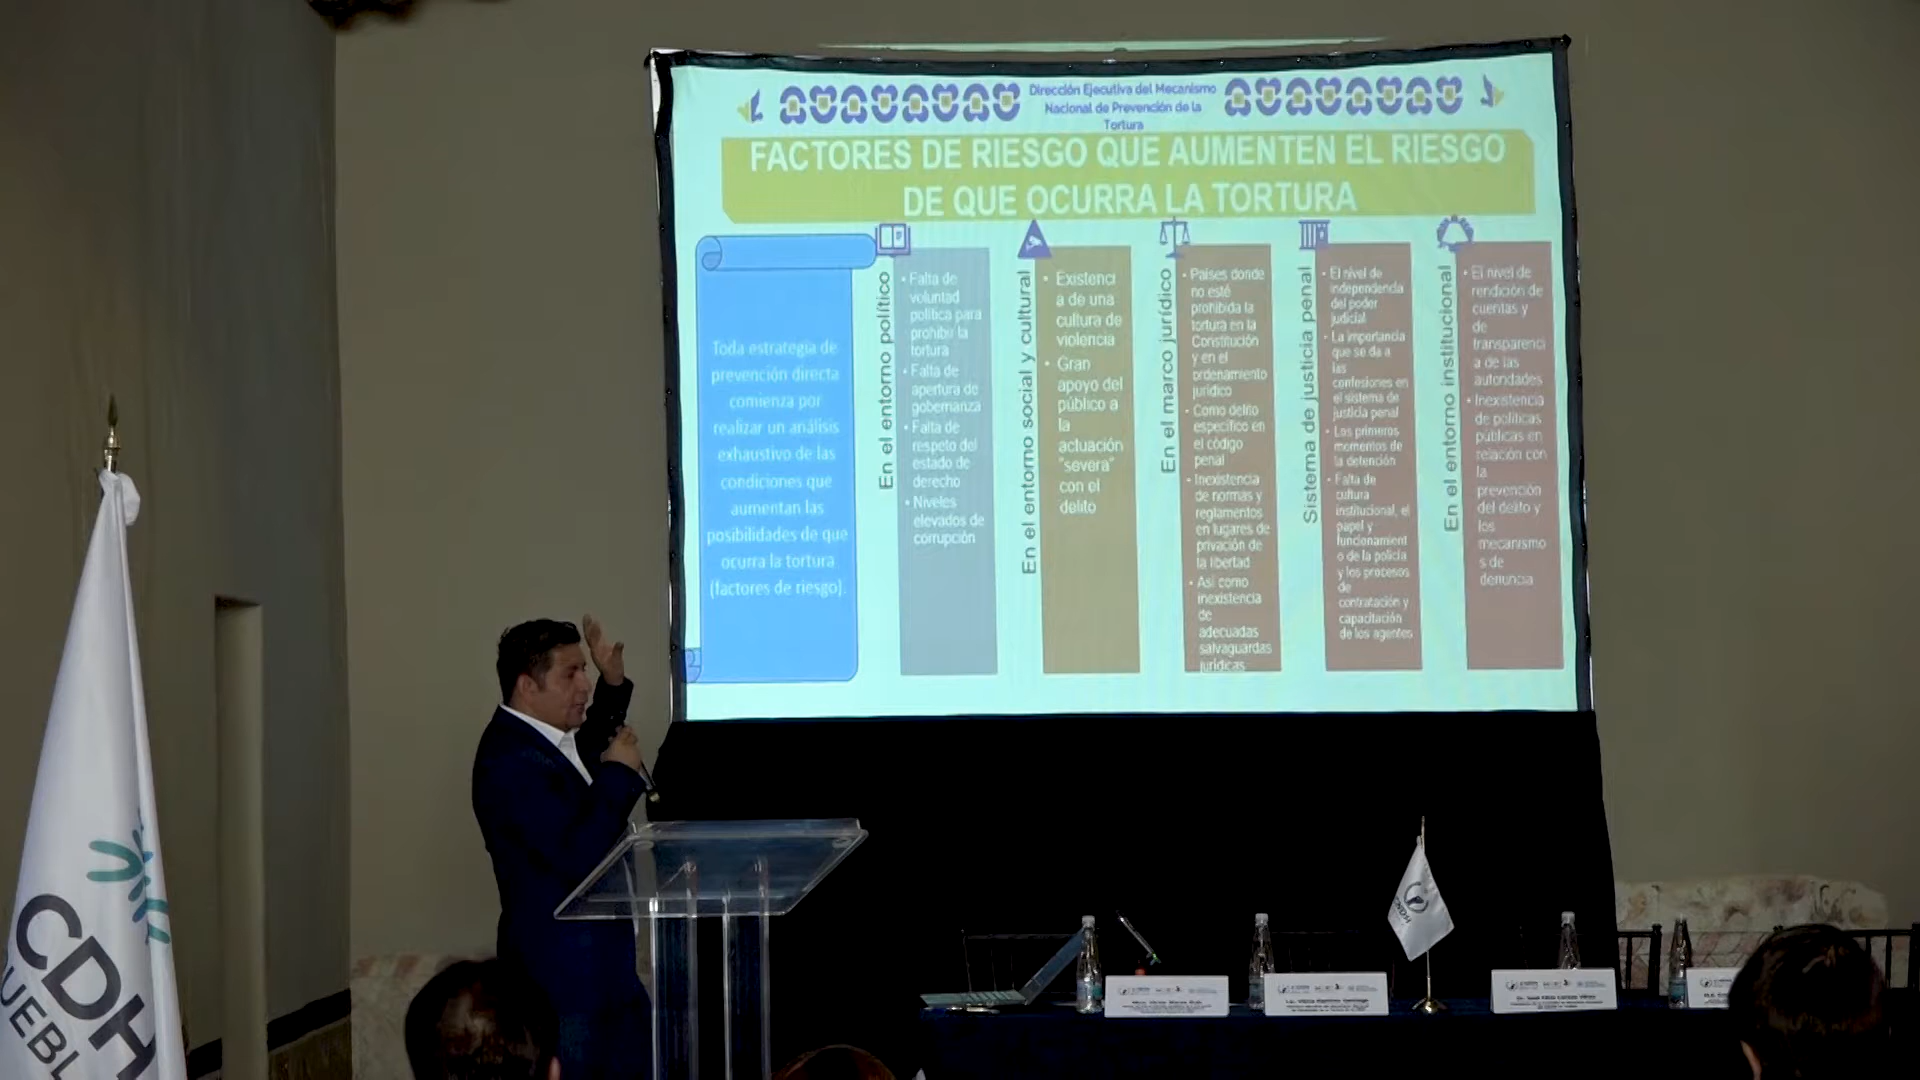 Dirección Ejecutiva del Mecanismo
Nacional de Prevención de la
Tortura
FACTORES DE RIESGO QUE AUMENTEN EL RIESGO
DE QUE OCURRA LA TORTURA
Toda estrategia de
prevención directa
comienza por
realizar un análisis
exhaustivo de las
condiciones que
aumentan las
posibilidades de que
ocurra la tortura
(factores de riesgo).
En el entorno político
• Falta de
voluntad
política para
prohibir la
tortura
• Falta de
apertura de
gobernanza
• Falta de
respeto del
estado de
derecho
• Niveles
elevados de
corrupción
En el entorno social y cultural
• Existenci
a de una
cultura de
violencia
• Gran
apoyo del
público a
la
actuación
"severa"
con el
delito
En el marco jurídico
• Países donde
no esté
prohibida la
tortura en la
Constitución
y en el
ordenamiento
jurídico
• Como delito
específico en
el código
penal
• Inexistencia
de normas y
reglamentos
en lugares de
privación de
la libertad
• Así como
inexistencia
de
adecuadas
salvaguardas
jurídicas
Sistema de justicia penal
• El nivel de
independencia
del poder
judicial
• La importancia
que se da a
las
confesiones en
el sistema de
justicia penal
• Los primeros
momentos de
la detención
• Falta de
cultura
institucional, el
papel y
funcionamient
o de la policía
y los procesos
de
contratación y
capacitación
de los agentes
En el entorno institucional
• El nivel de
rendición de
cuentas y
de
transparenci
a de las
autoridades
• Inexistencia
de políticas
públicas en
relación con
la
prevención
del delito y
los
mecanismo
s de
denuncia
CDH
CNDH